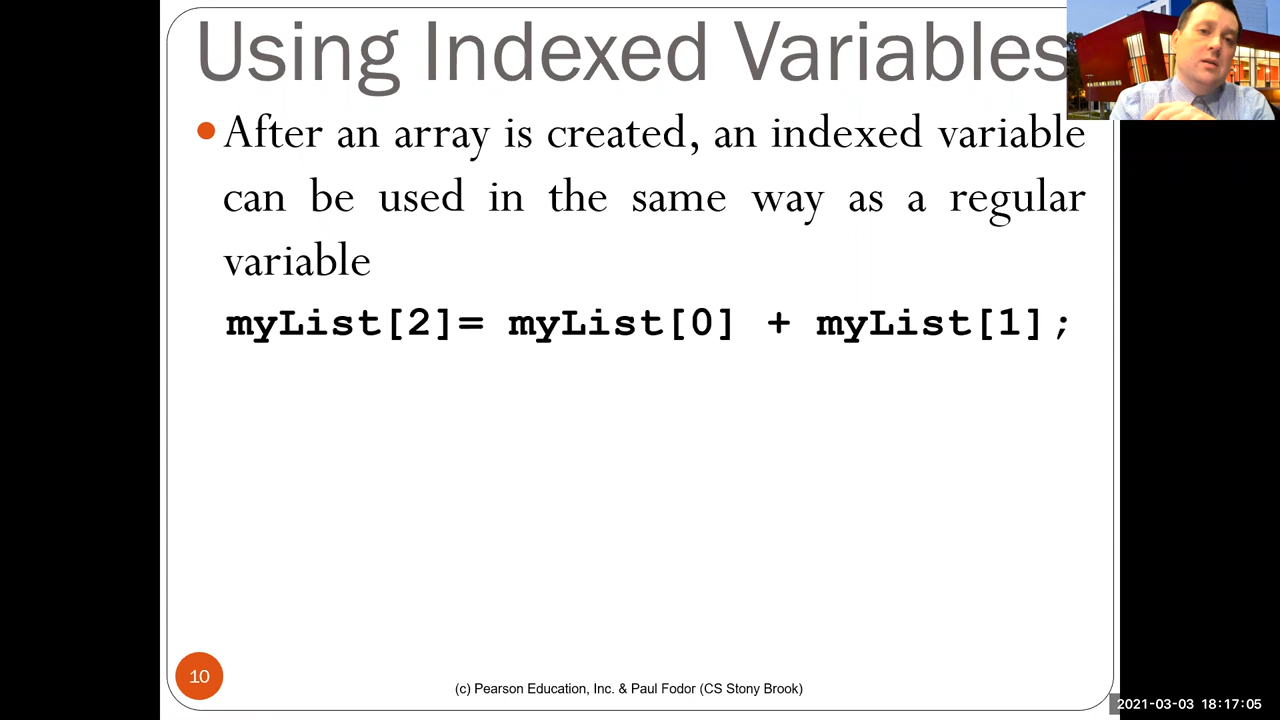 Using Indexed Variables
• After an array is created, an indexed variable
can be used in the same way as a regular
variable
myList[2]= myList[0] + myList[1];
10
(c) Pearson Education, Inc. & Paul Fodor (CS Stony Brook)
2021-03-03 18:17:05